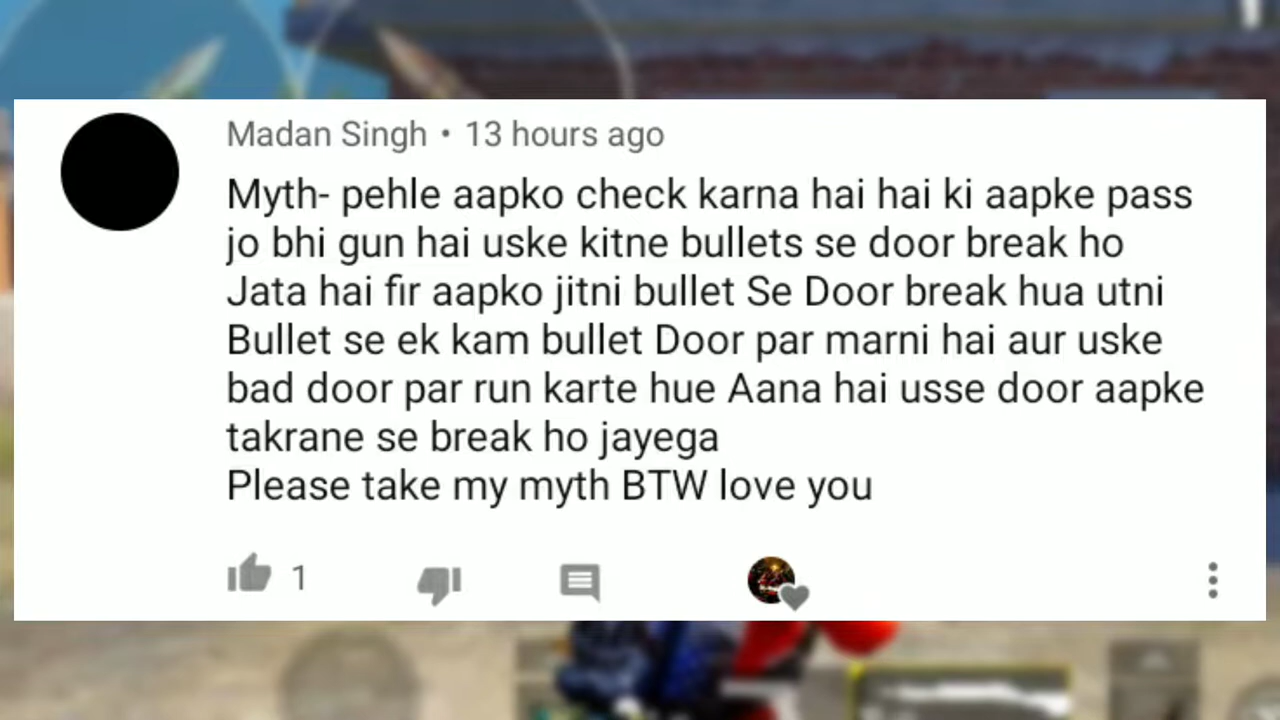 Madan Singh • 13 hours ago
Myth- pehle aapko check karna hai hai ki aapke pass
jo bhi gun hai uske kitne bullets se door break ho
Jata hai fir aapko jitni bullet Se Door break hua utni
Bullet se ek kam bullet Door par marni hai aur uske
bad door par run karte hue Aana hai usse door aapke
takrane se break ho jayega
Please take my myth BTW love you
1